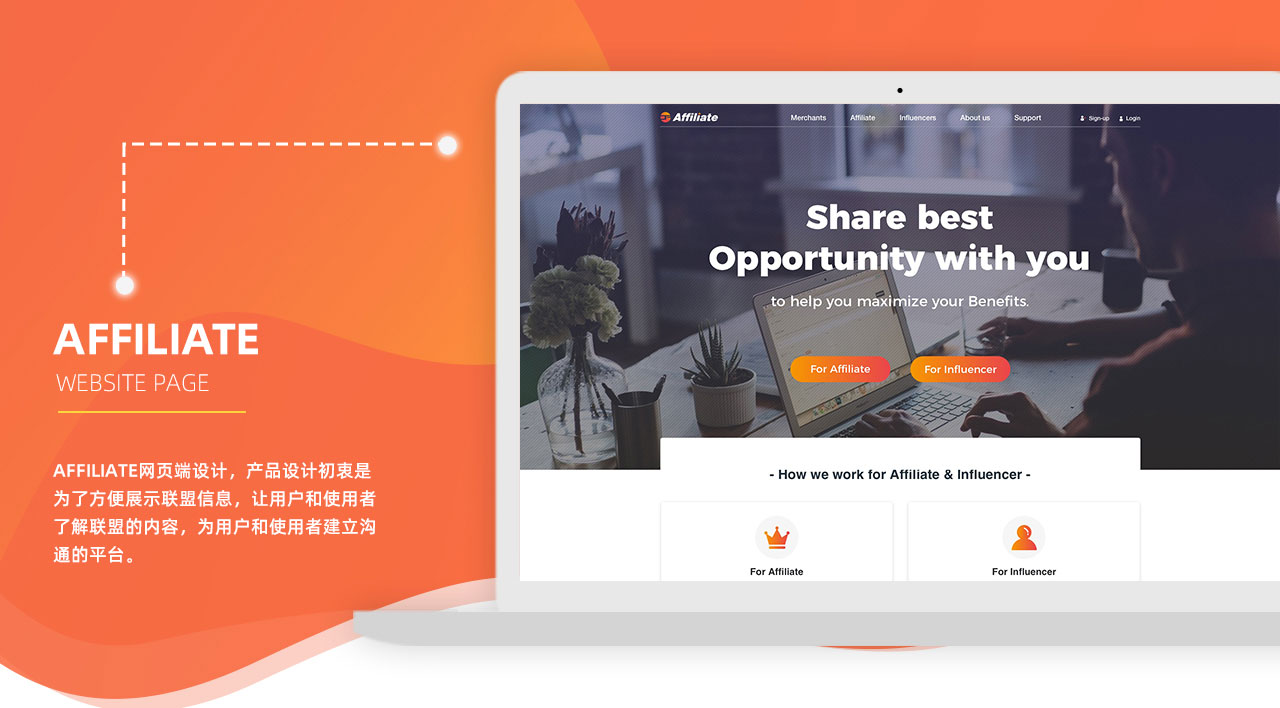 AFFILIATE
WEBSITE PAGE
AFFILIATE网页端设计，产品设计初衷是
为了方便展示联盟信息，让用户和使用者
了解联盟的内容，为用户和使用者建立沟
通的平台。
Affiliate
Merchants Affiliate Influencers About us Support Sign-up Login
Share best
Opportunity with you
to help you maximize your Benefits.
For Affiliate For Influencer
- How we work for Affiliate & Influencer -
For Affiliate For Influencer